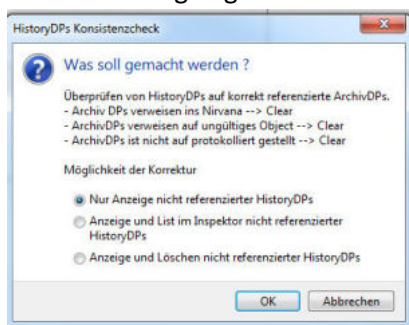 HistoryDPs Konsistenzcheck
Was soll gemacht werden ?
Überprüfen von HistoryDPs auf korrekt referenzierte ArchivDPs.
- Archiv DPs verweisen ins Nirvana --> Clear
- ArchivDPs verweisen auf ungültiges Object --> Clear
- ArchivDPs ist nicht auf protokolliert gestellt --> Clear
Möglichkeit der Korrektur
Nur Anzeige nicht referenzierter HistoryDPs
Anzeige und List im Inspektor nicht referenzierter
HistoryDPs
Anzeige und Löschen nicht referenzierter HistoryDPs
OK Abbrechen